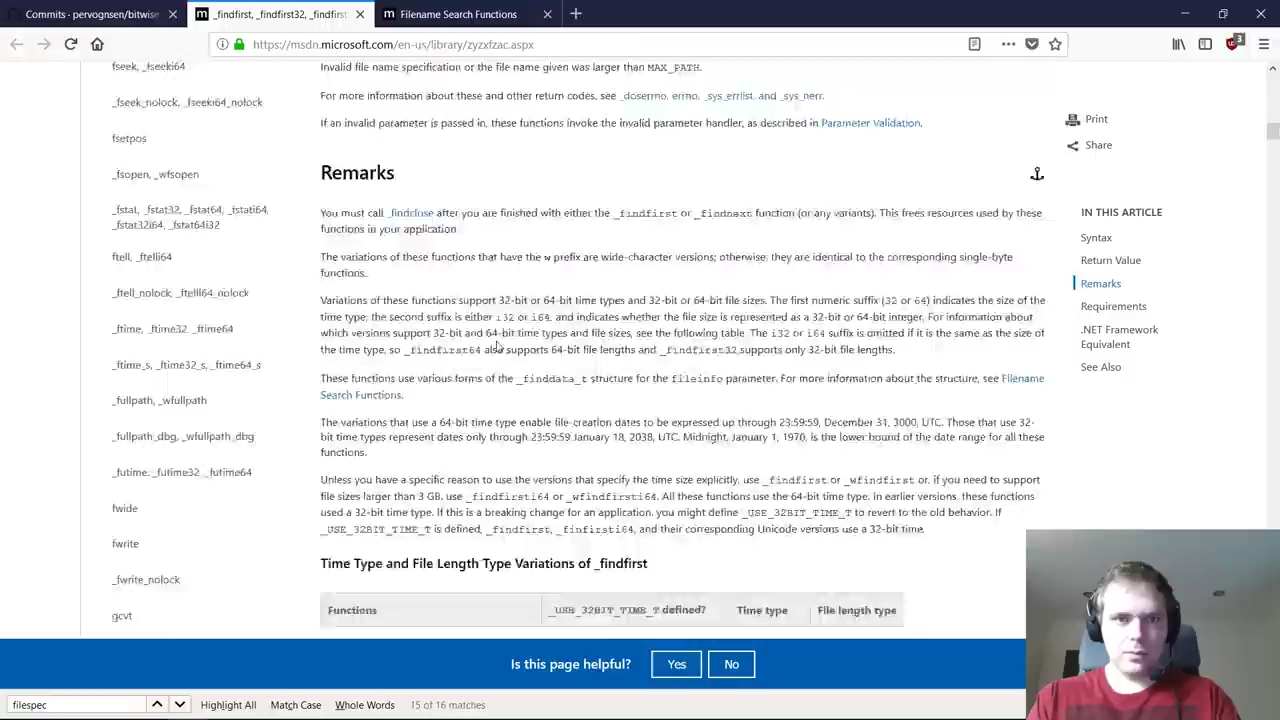 Commits - pervognsen/bitwise
_findfirst, _findfirst32, _findfirst
Filename Search Functions
https://msdn.microsoft.com/en-us/library/zyzxfzac.aspx
3
fseek, _fseeki64
_fseek_nolock, _fseeki64_nolock
fsetpos
_fsopen, _wfsopen
_fstat, _fstat32, _fstat64, _fstati64,
_fstat32i64, _fstat64i32
ftell, _ftelli64
_ftell_nolock, _ftelli64_nolock
_ftime, _ftime32, _ftime64
_ftime_s, _ftime32_s, _ftime64_s
_fullpath, _wfullpath
_fullpath_dbg, _wfullpath_dbg
_futime, _futime32, _futime64
fwide
fwrite
_fwrite_nolock
gcvt
Invalid file name specification or the file name given was larger than MAX_PATH.
For more information about these and other return codes, see _doserrno, errno, _sys_errlist, and _sys_nerr.
If an invalid parameter is passed in, these functions invoke the invalid parameter handler, as described in Parameter Validation.
Remarks
You must call _findclose after you are finished with either the _findfirst or _findnext function (or any variants). This frees resources used by these
functions in your application.
The variations of these functions that have the w prefix are wide-character versions; otherwise, they are identical to the corresponding single-byte
functions.
Variations of these functions support 32-bit or 64-bit time types and 32-bit or 64-bit file sizes. The first numeric suffix (32 or 64) indicates the size of the
time type; the second suffix is either i32 or i64, and indicates whether the file size is represented as a 32-bit or 64-bit integer. For information about
which versions support 32-bit and 64-bit time types and file sizes, see the following table. The i32 or i64 suffix is omitted if it is the same as the size of
the time type, so _findfirst64 also supports 64-bit file lengths and _findfirst32 supports only 32-bit file lengths.
These functions use various forms of the _finddata_t structure for the fileinfo parameter. For more information about the structure, see Filename
Search Functions.
The variations that use a 64-bit time type enable file-creation dates to be expressed up through 23:59:59, December 31, 3000, UTC. Those that use 32-
bit time types represent dates only through 23:59:59 January 18, 2038, UTC. Midnight, January 1, 1970, is the lower bound of the date range for all these
functions.
Unless you have a specific reason to use the versions that specify the time size explicitly, use _findfirst or _wfindfirst or, if you need to support
file sizes larger than 3 GB, use _findfirsti64 or _wfindfirsti64. All these functions use the 64-bit time type. In earlier versions, these functions
used a 32-bit time type. If this is a breaking change for an application, you might define _USE_32BIT_TIME_T to revert to the old behavior. If
_USE_32BIT_TIME_T is defined, _findfirst, _finfirsti64, and their corresponding Unicode versions use a 32-bit time.
Time Type and File Length Type Variations of _findfirst
Functions _USE_32BIT_TIME_T defined? Time type File length type
Print
Share
IN THIS ARTICLE
Syntax
Return Value
Remarks
Requirements
.NET Framework
Equivalent
See Also
Is this page helpful? Yes No
filespec Highlight All Match Case Whole Words 15 of 16 matches